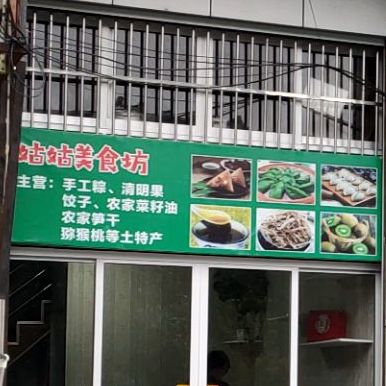 姑姑美食坊
主营：手工粽、清明果
饺子、农家菜籽油
农家笋干
猕猴桃等土特产